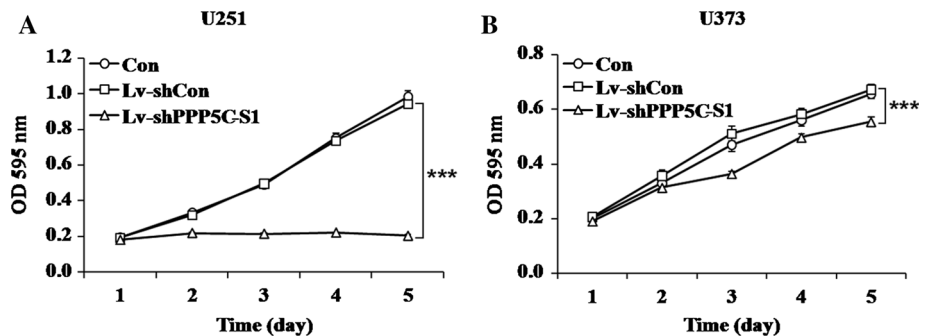 A
U251
OD 595 nm
1.2
1.0
0.8
0.6
0.4
0.2
0.0
Con
Lv-shCon
Lv-shPPP5C-S1
***
1 2 3 4 5
Time (day)
B
U373
OD 595 nm
0.8
0.6
0.4
0.2
0.0
Con
Lv-shCon
Lv-shPPP5C-S1
***
1 2 3 4 5
Time (day)